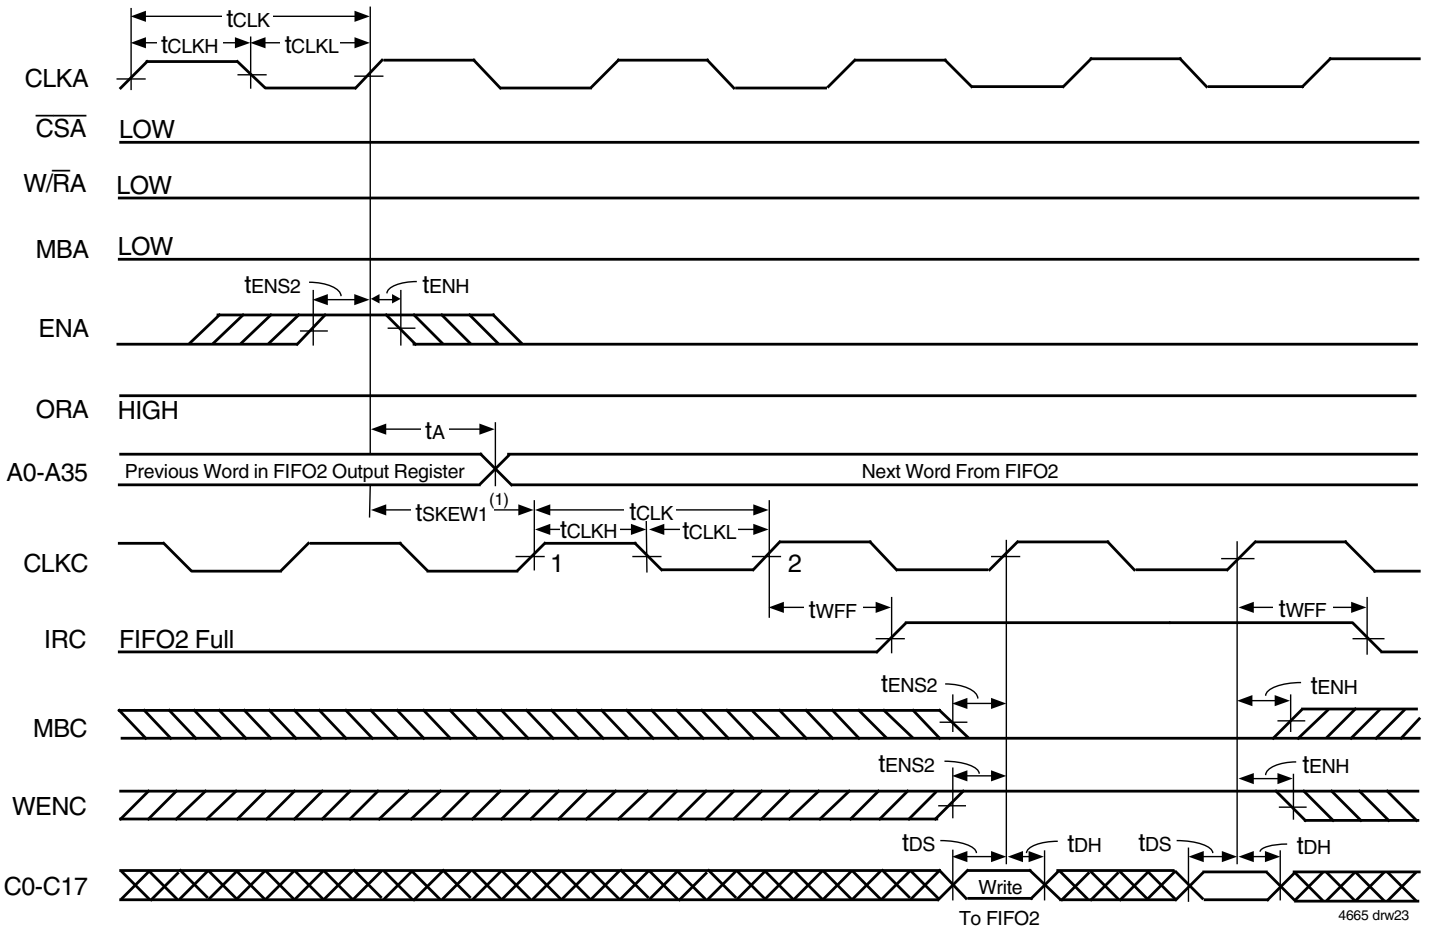 tCLK
tCLKH tCLKL
CLKA
CSA LOW
W/RA LOW
MBA LOW
tENS2 tENH
ENA
ORA HIGH
tA
A0-A35 Previous Word in FIFO2 Output Register Next Word From FIFO2
tSKEW1 (1) tCLK
tCLKH tCLKL
CLKC 1 2
tWFF tWFF
IRC FIFO2 Full
tENS2 tENH
MBC
tENS2 tENH
WENC
tDS tDH tDS tDH
C0-C17 Write
To FIFO2 4665 drw23